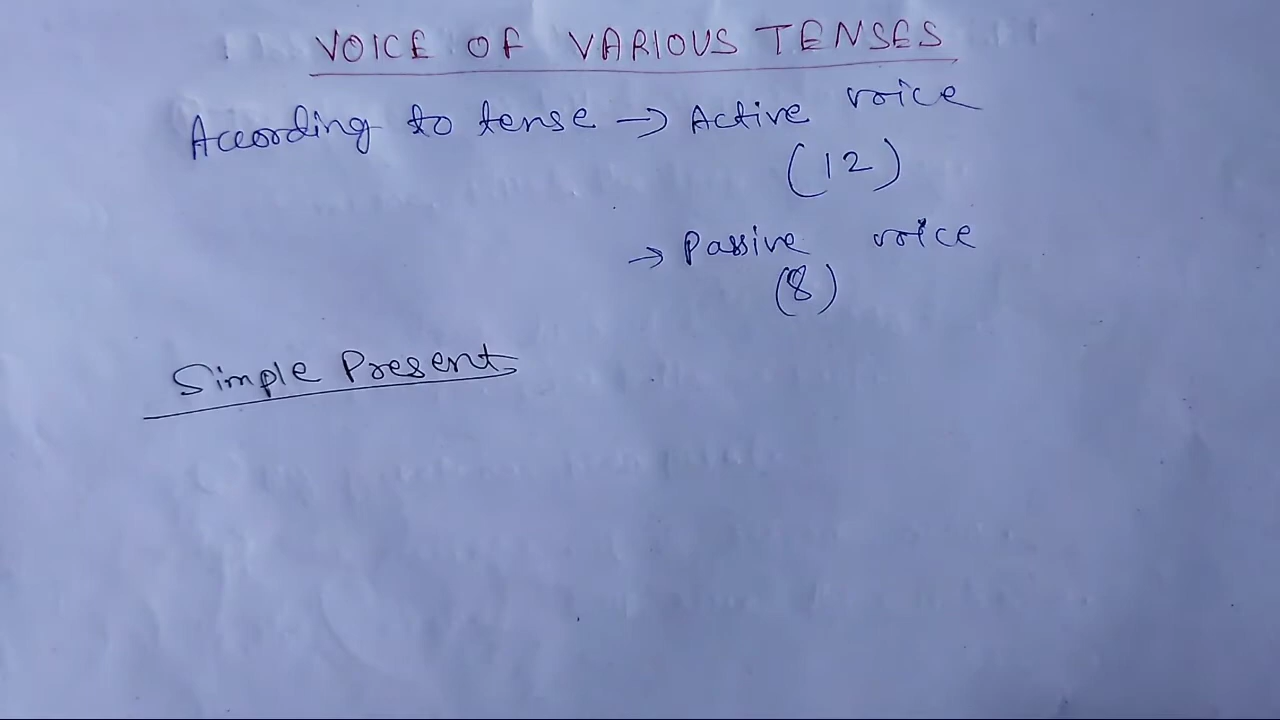 VOICE OF VARIOUS TENSES
According to tense → Active voice
(12)
→ Passive voice
(8)
Simple Present